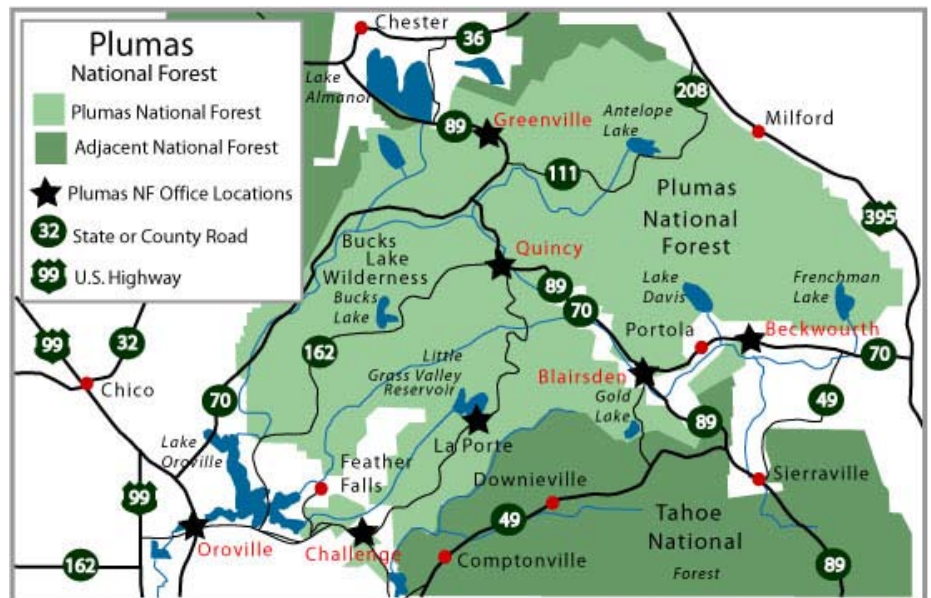 Plumas
National Forest
Plumas National Forest
Adjacent National Forest
Plumas NF Office Locations
32
State or County Road
99
U.S. Highway
Chester
36
Lake
Almanor
89
Greenville
Antelope
Lake
208
Milford
111
Plumas
National
Forest
395
Bucks
Lake
Wilderness
Bucks
Lake
Quincy
89
70
Lake
Davis
Frenchman
Lake
Portola
Beckwourth
70
99
32
Chico
162
Little
Grass Valley
Reservoir
Blairsden
Gold
Lake
49
89
70
Lake
Oroville
La Porte
Feather
Falls
Downieville
Sierraville
99
Oroville
Challenge
49
Tahoe
National
Forest
Comptonville
162
89